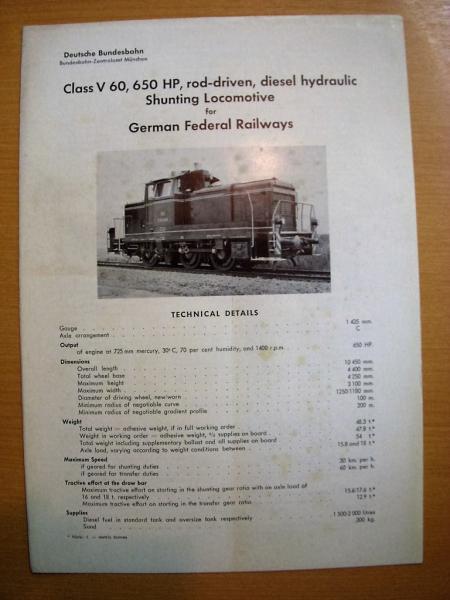 Deutsche Bundesbahn
Bundesbahn-Zentralamt München
Class V 60, 650 HP, rod-driven, diesel hydraulic
Shunting Locomotive
for
German Federal Railways
TECHNICAL DETAILS
Gauge . . . 1 435 mm.
Axle arrangement . . . C
Output
of engine at 725 mm mercury, 30° C, 70 per cent humidity, and 1400 r.p.m. . . . 650 HP.
Dimensions
Overall length . . . 10 450 mm.
Total wheel base . . . 4 400 mm.
Maximum height . . . 4 250 mm.
Maximum width . . . 3 100 mm.
Diameter of driving wheel, new/worn . . . 1250/1180 mm.
Minimum radius of negotiable curve . . . 100 m.
Minimum radius of negotiable gradient profile . . . 300 m.
Weight
Total weight — adhesive weight, if in full working order . . . 48.3 t.*
Weight in working order — adhesive weight, ²/₃ supplies on board . . . 47.8 t.*
Total weight including supplementary ballast and all supplies on board . . . 54 t.*
Axle load, varying according to weight conditions between . . . 15.8 and 18 t.*
Maximum Speed
if geared for shunting duties . . . 30 km. per h.
if geared for transfer duties . . . 60 km. per h.
Tractive effort at the draw bar
Maximum tractive effort on starting in the shunting gear ratio with an axle load of
16 and 18 t. respectively . . . 15.6-17.6 t.*
Maximum tractive effort on starting in the transfer gear . . . 12.9 t.*
Supplies
Diesel fuel in standard tank and oversize tank respectively . . . 1 500-2 000 litres
Sand . . . 300 kg.
* Note: t. = metric tonnes